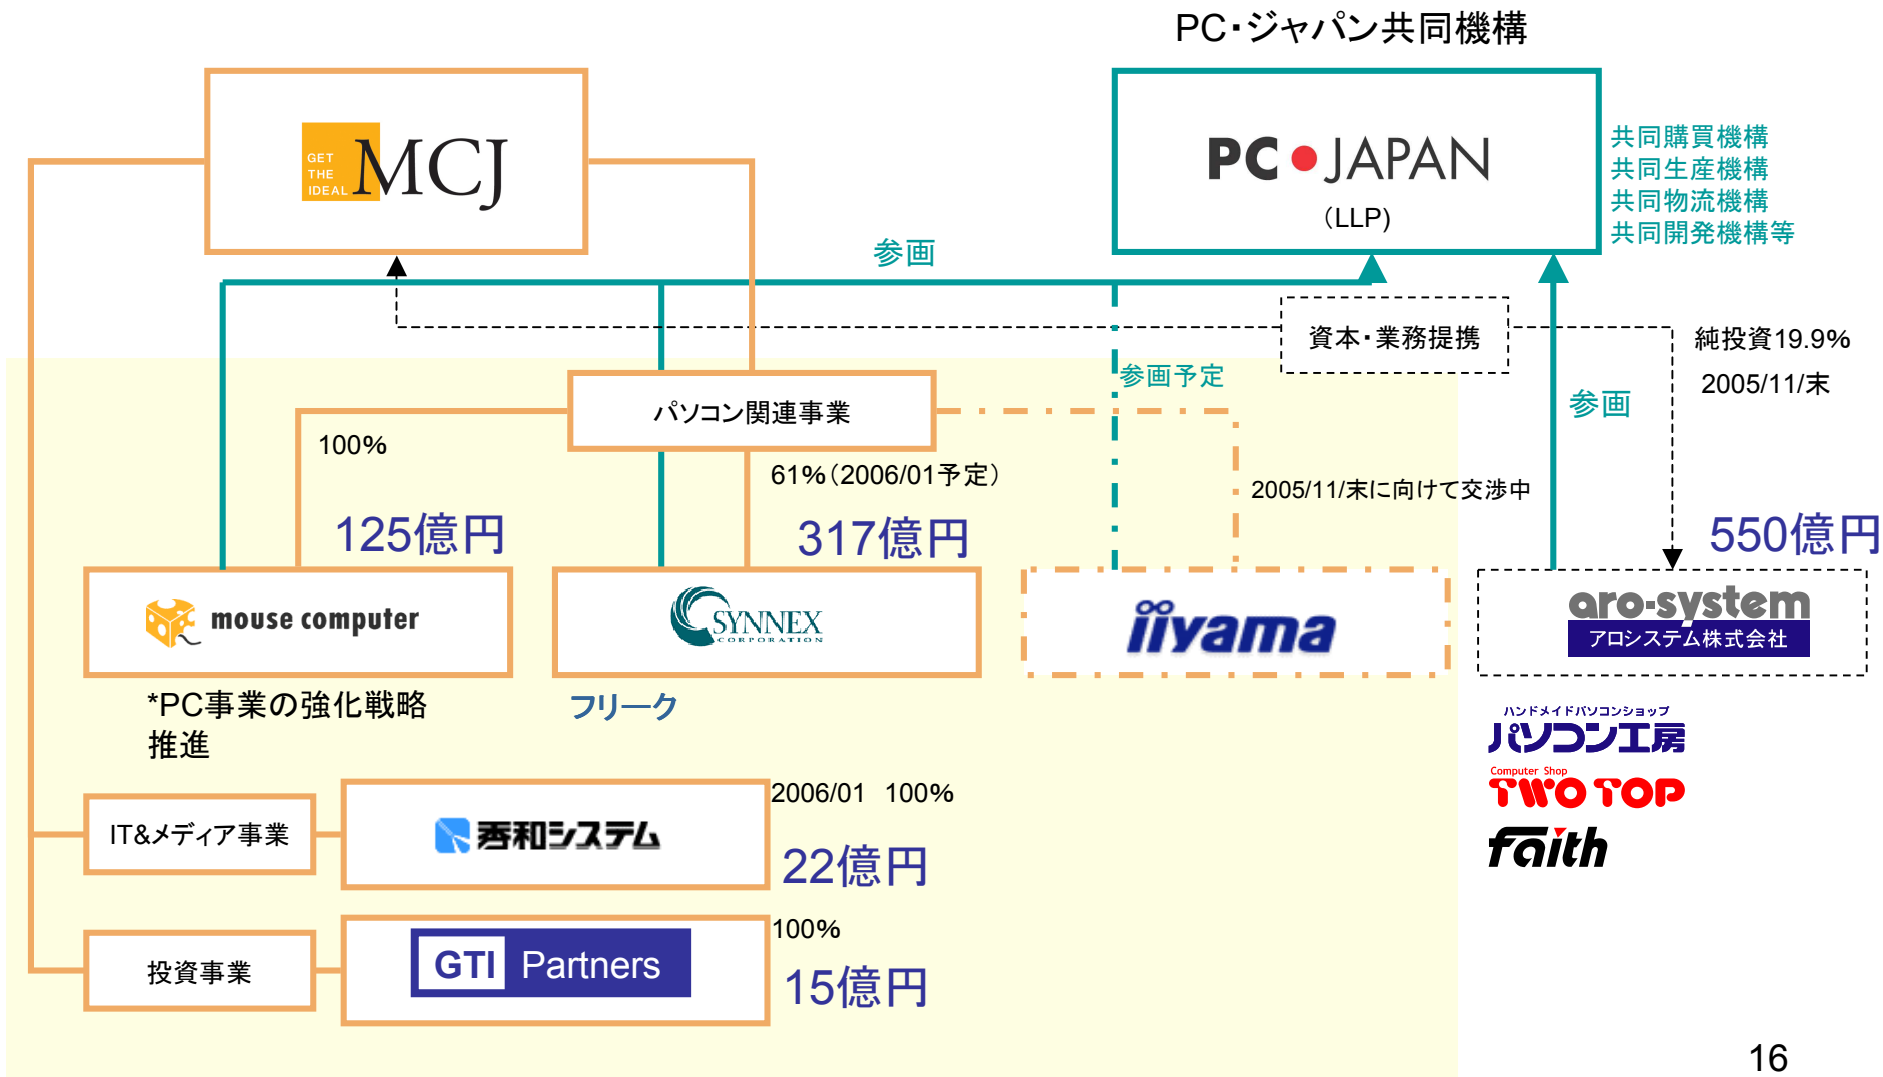 PC・ジャパン共同機構
GET
THE
IDEAL
MCJ
PC●JAPAN
（LLP)
共同購買機構
共同生産機構
共同物流機構
共同開発機構等
参画
資本・業務提携
純投資19.9%
2005/11/末
参画予定
参画
パソコン関連事業
100%
61%（2006/01予定）
2005/11/末に向けて交渉中
125億円
317億円
550億円
mouse computer
SYNNEX
CORPORATION
iiyama
aro-system
アロシステム株式会社
*PC事業の強化戦略
推進
フリーク
ハンドメイドパソコンショップ
パソコン工房
Computer Shop
TWO TOP
faith
IT&メディア事業
秀和システム
2006/01 100%
22億円
投資事業
GTI Partners
100%
15億円
16